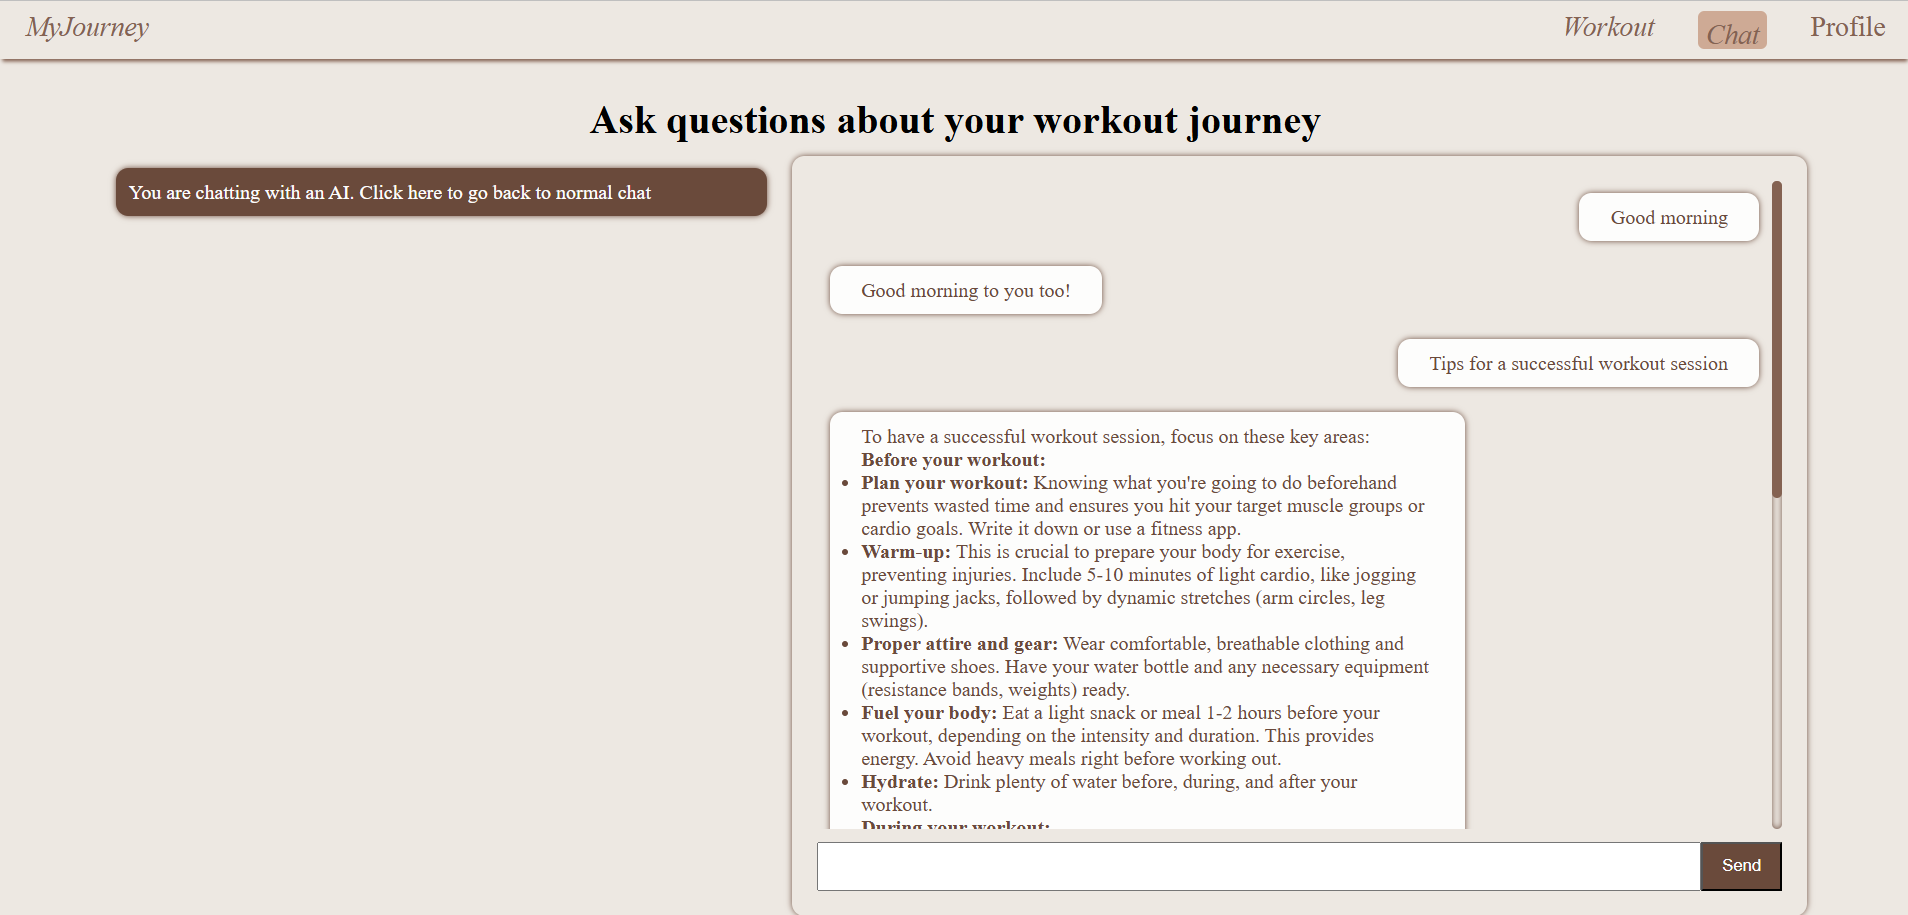 MyJourney
Workout
Chat
Profile
Ask questions about your workout journey
You are chatting with an AI. Click here to go back to normal chat
Good morning
Good morning to you too!
Tips for a successful workout session
To have a successful workout session, focus on these key areas:
Before your workout:
• Plan your workout: Knowing what you're going to do beforehand
prevents wasted time and ensures you hit your target muscle groups or
cardio goals. Write it down or use a fitness app.
• Warm-up: This is crucial to prepare your body for exercise,
preventing injuries. Include 5-10 minutes of light cardio, like jogging
or jumping jacks, followed by dynamic stretches (arm circles, leg
swings).
• Proper attire and gear: Wear comfortable, breathable clothing and
supportive shoes. Have your water bottle and any necessary equipment
(resistance bands, weights) ready.
• Fuel your body: Eat a light snack or meal 1-2 hours before your
workout, depending on the intensity and duration. This provides
energy. Avoid heavy meals right before working out.
• Hydrate: Drink plenty of water before, during, and after your
workout.
During your workout:
Send